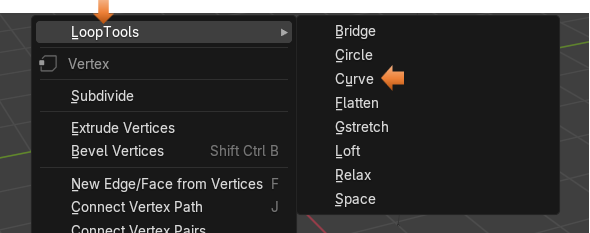 LoopTools
Vertex
Subdivide
Extrude Vertices
Bevel Vertices Shift Ctrl B
New Edge/Face from Vertices F
Connect Vertex Path J
Connect Vertex Pairs
Bridge
Circle
Curve
Flatten
Gstretch
Loft
Relax
Space